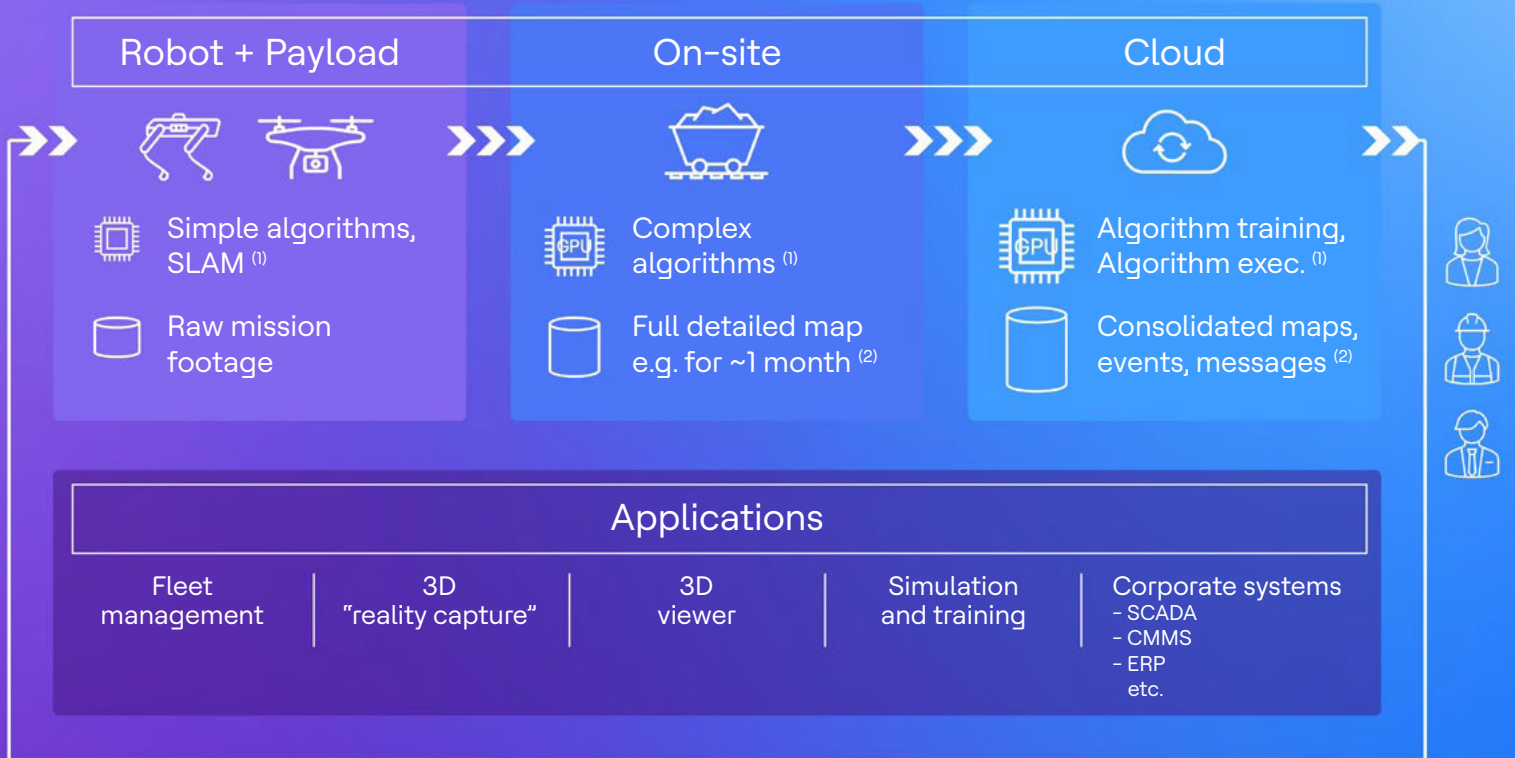 Robot + Payload
On-site
Cloud
Simple algorithms,
SLAM (1)
Raw mission
footage
GPU
Complex
algorithms (1)
Full detailed map
e.g. for ~1 month (2)
GPU
Algorithm training,
Algorithm exec. (1)
Consolidated maps,
events, messages (2)
Applications
Fleet
management
3D
"reality capture"
3D
viewer
Simulation
and training
Corporate systems
- SCADA
- CMMS
- ERP
etc.